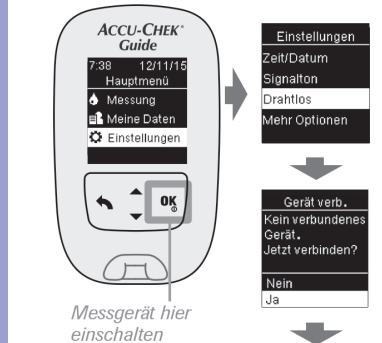 ACCU-CHEK®
Guide
7:38 12/11/15
Hauptmenü
Messung
Meine Daten
Einstellungen
OK
Messgerät hier
einschalten
Einstellungen
Zeit/Datum
Signalton
Drahtlos
Mehr Optionen
Gerät verb.
Kein verbundenes
Gerät.
Jetzt verbinden?
Nein
Ja